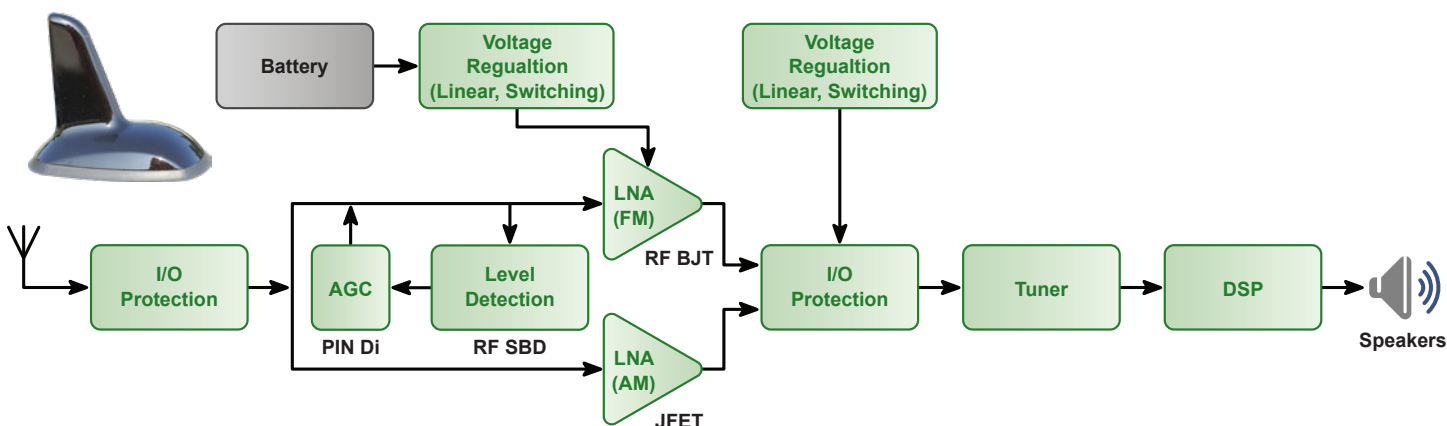 Battery
Voltage
Regualtion
(Linear, Switching)
Voltage
Regualtion
(Linear, Switching)
LNA
(FM)
RF BJT
I/O
Protection
AGC
PIN Di
Level
Detection
RF SBD
LNA
(AM)
JFET
I/O
Protection
Tuner
DSP
Speakers